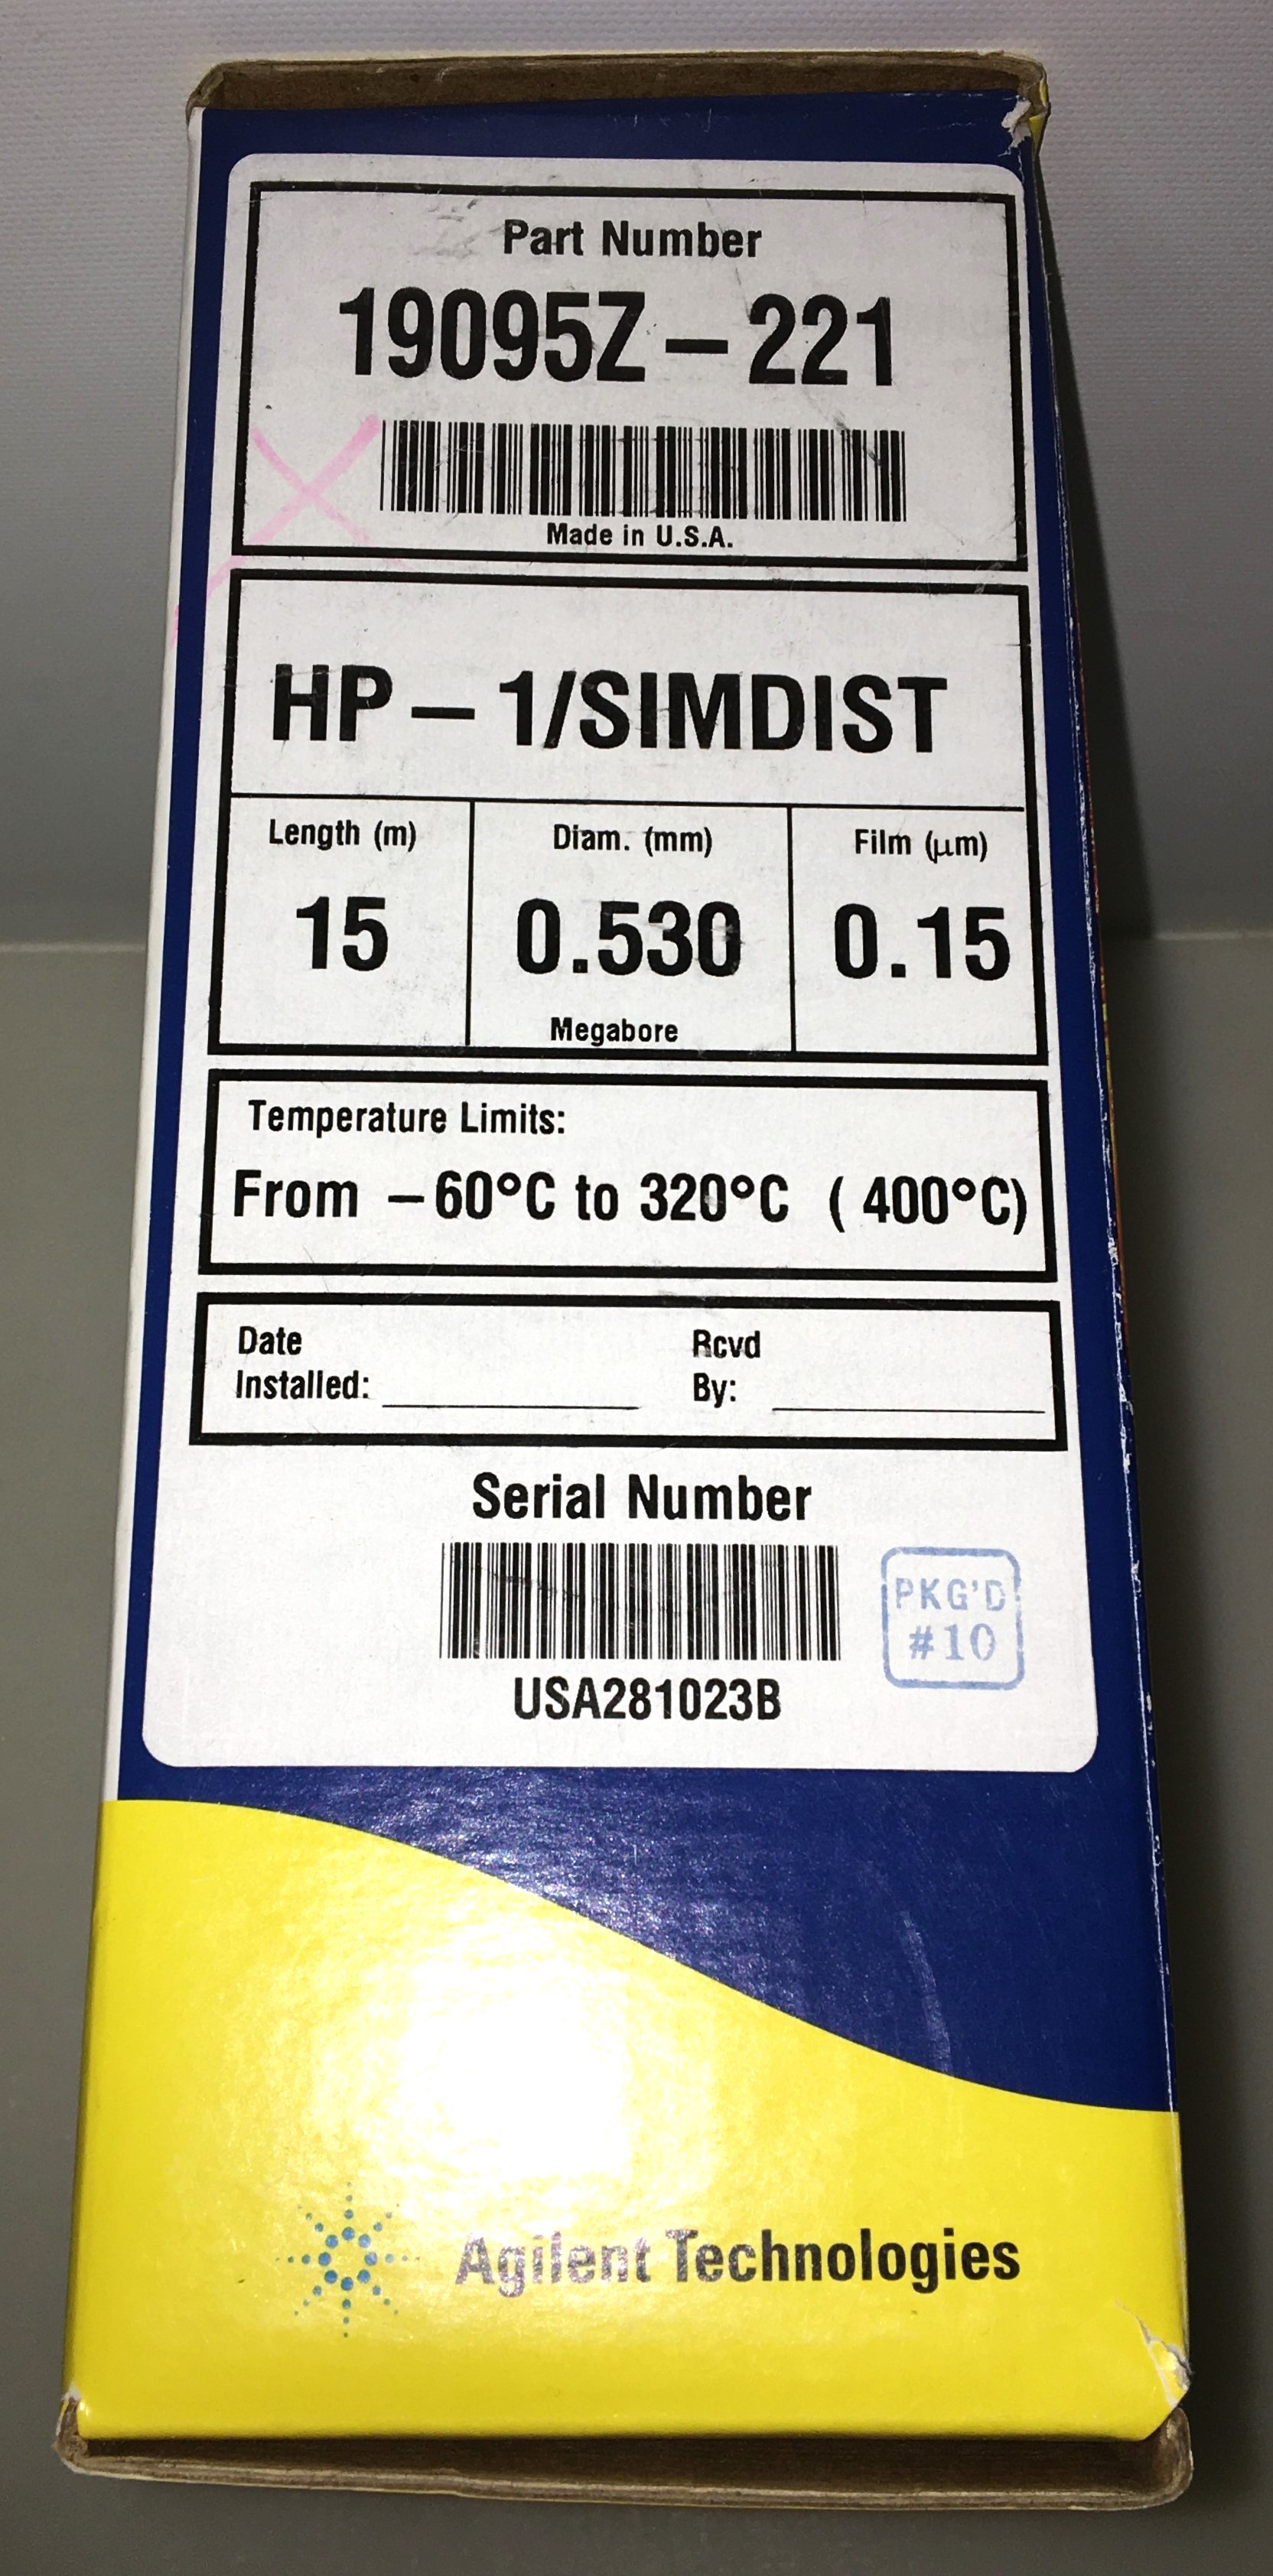 Part Number
19095Z – 221
Made in U.S.A.
HP – 1/SIMDIST
Length (m) Diam. (mm) Film (μm)
15 0.530 0.15
Megabore
Temperature Limits:
From – 60°C to 320°C ( 400°C)
Date Rcvd
Installed: By:
Serial Number
PKG'D
#10
USA281023B
Agilent Technologies